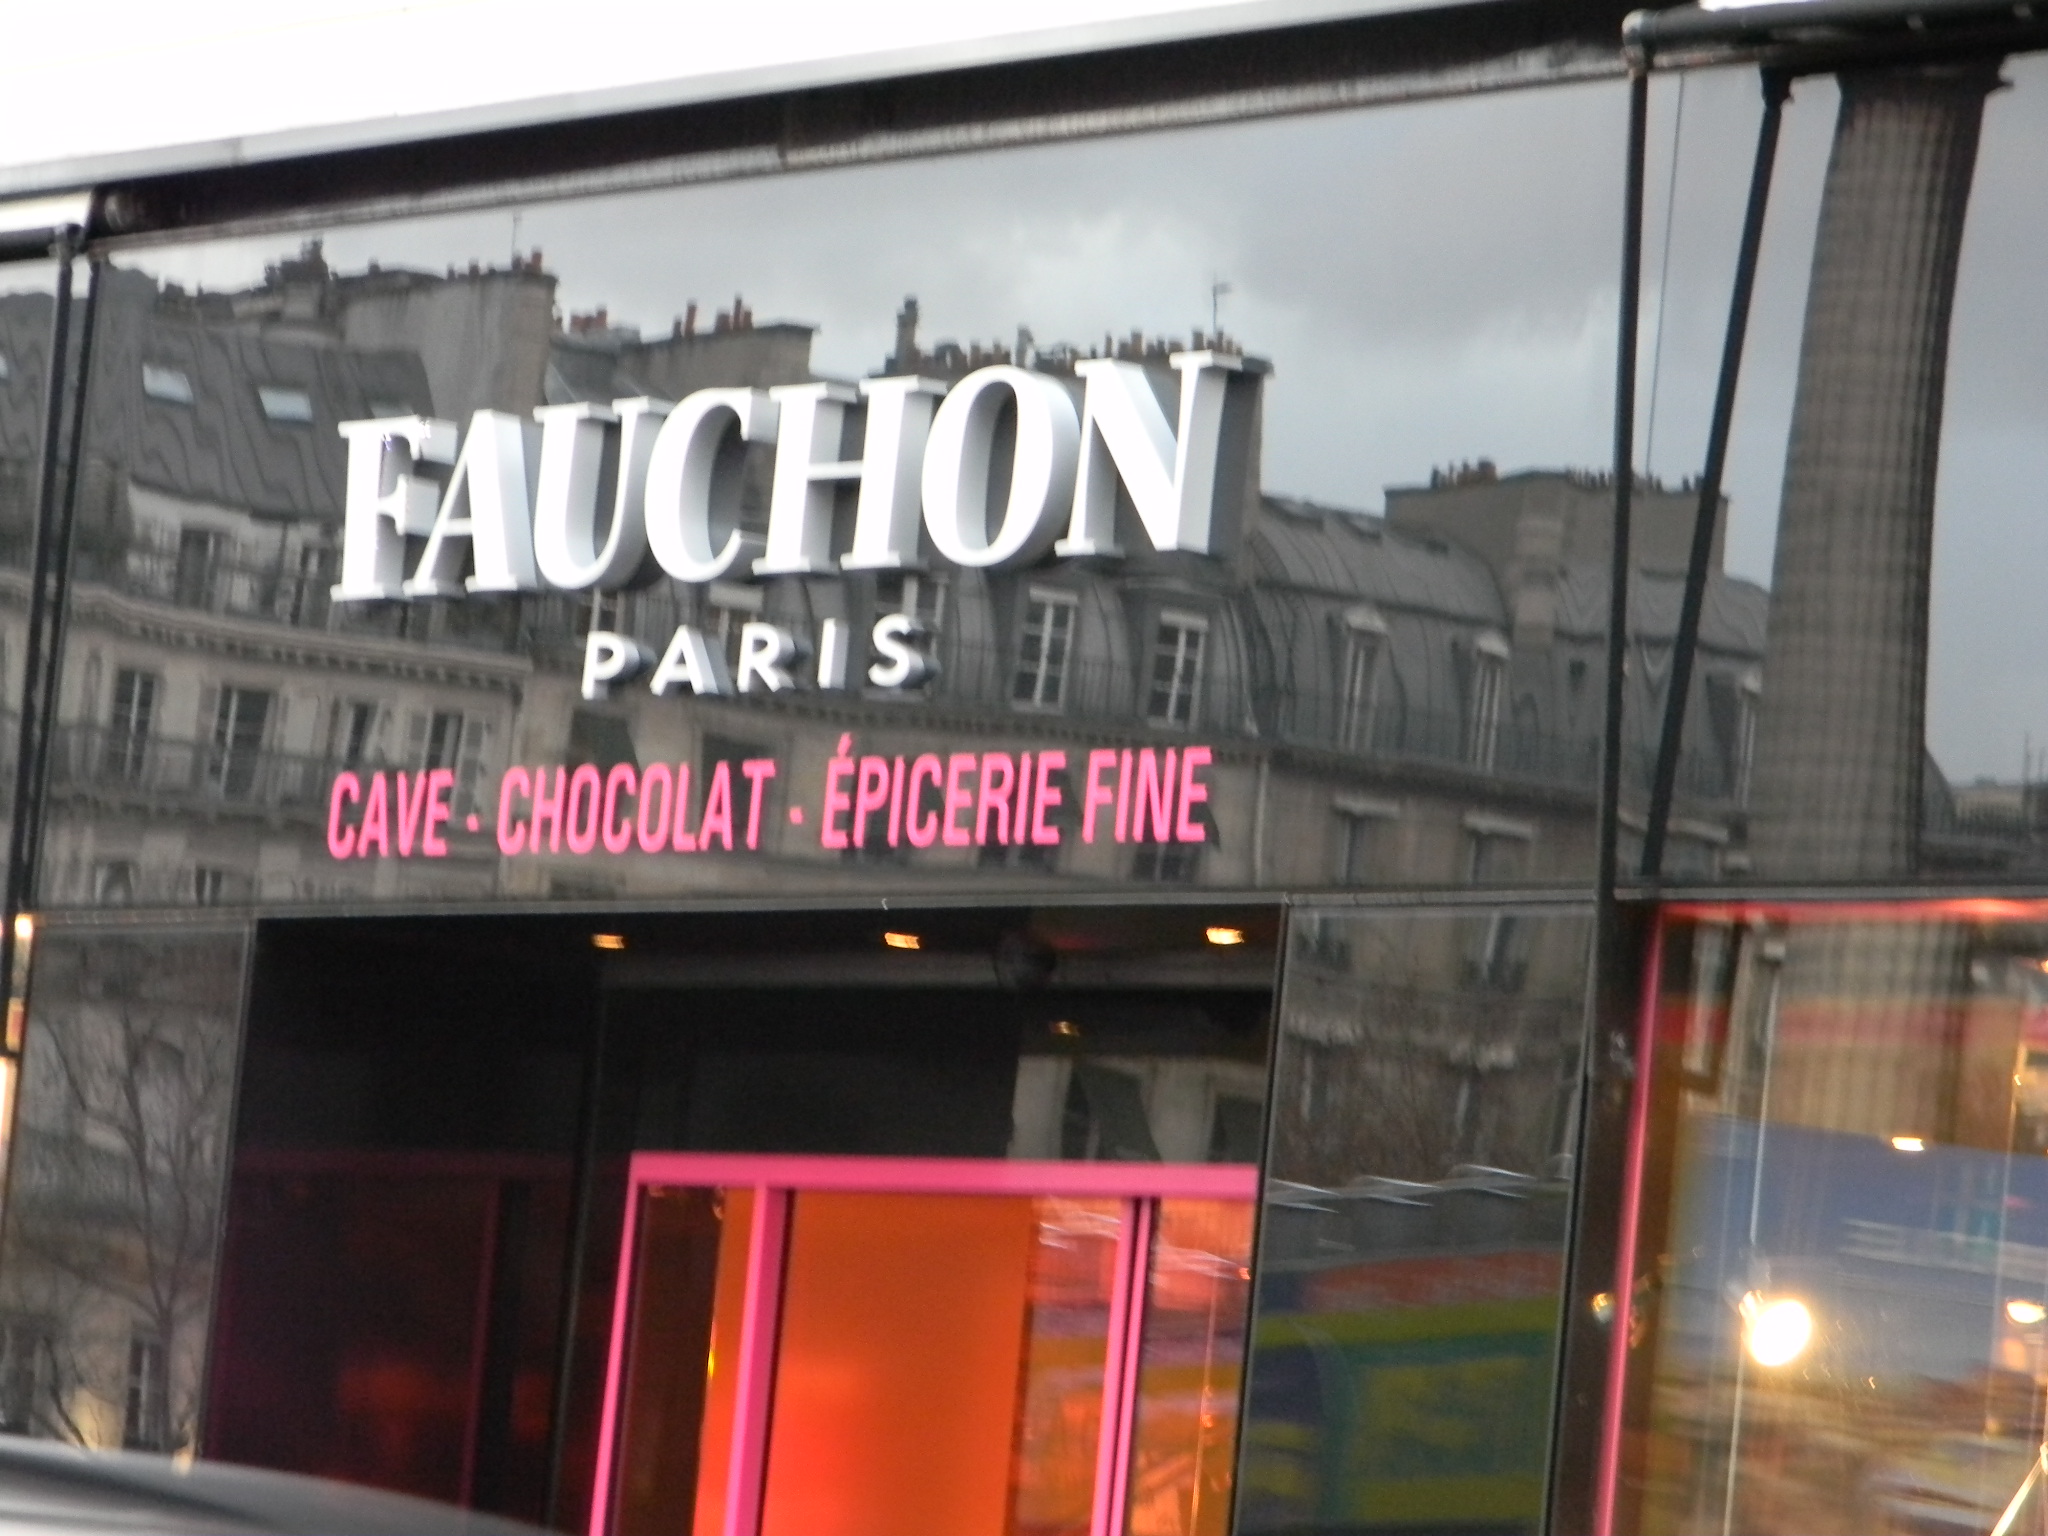 FAUCHON
PARIS
CAVE · CHOCOLAT · ÉPICERIE FINE